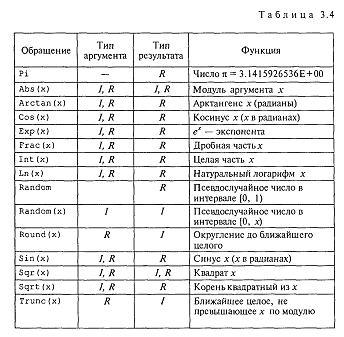 Таблица 3.4
Обращение Тип аргумента Тип результата Функция
Pi — R Число π = 3.1415926536E+00
Abs(x) I, R I, R Модуль аргумента x
Arctan(x) I, R R Арктангенс x (радианы)
Cos(x) I, R R Косинус x (x в радианах)
Exp(x) I, R R eˣ — экспонента
Frac(x) I, R R Дробная часть x
Int(x) I, R R Целая часть x
Ln(x) I, R R Натуральный логарифм x
Random R Псевдослучайное число в
интервале [0, 1)
Random(x) I I Псевдослучайное число в
интервале [0, x)
Round(x) R I Округление до ближайшего
целого
Sin(x) I, R R Синус x (x в радианах)
Sqr(x) I, R I, R Квадрат x
Sqrt(x) I, R R Корень квадратный из x
Trunc(x) R I Ближайшее целое, не
превышающее x по модулю